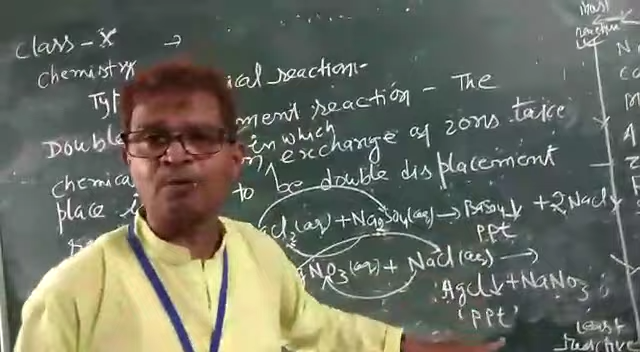 Class-X →
Chemistry
Typ ical reaction-
Double ment reaction - The
chemica in which exchange of ions take
place i to be double displacement
Cl2(aq) + Na2SO4(aq) → BaSO4↓ + 2NaCl
PPt
NO3(aq) + NaCl(aq) →
AgCl↓ + NaNO3
'PPt'
Most
reactive
least
reactive